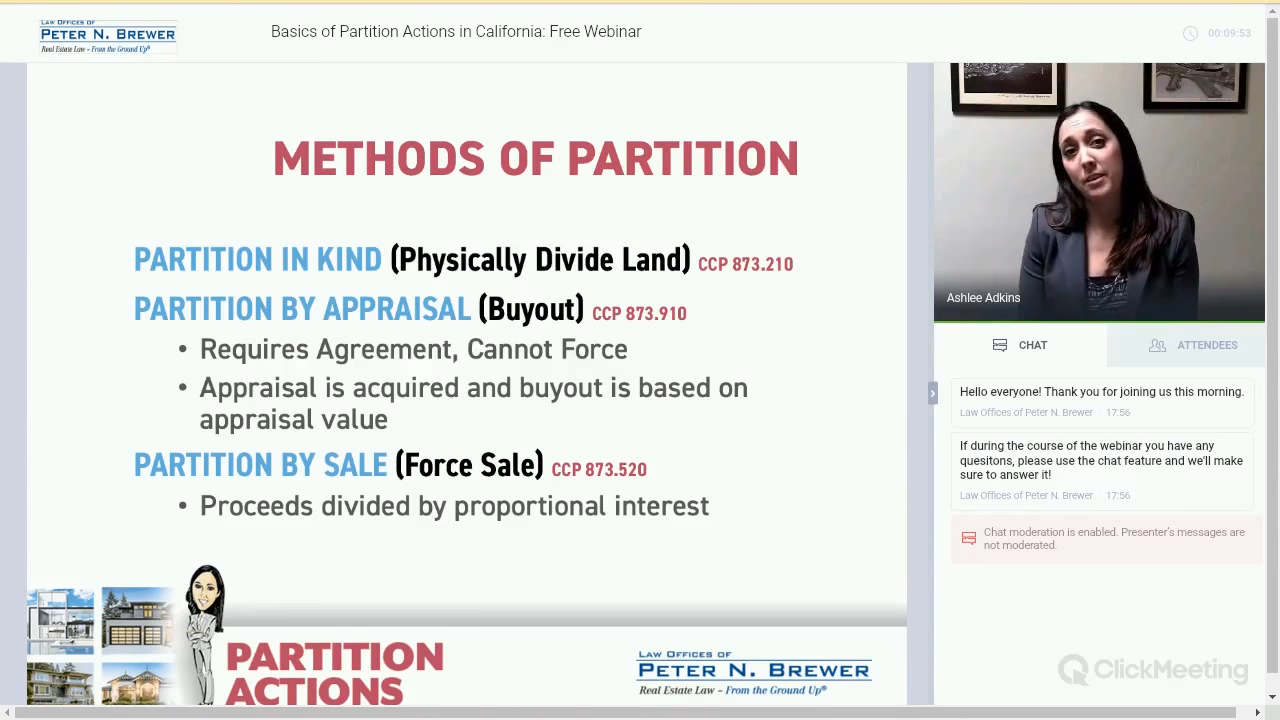 LAW OFFICES OF
PETER N. BREWER
Real Estate Law – From the Ground Up®
Basics of Partition Actions in California: Free Webinar
00:09:53
METHODS OF PARTITION
PARTITION IN KIND (Physically Divide Land) CCP 873.210
PARTITION BY APPRAISAL (Buyout) CCP 873.910
• Requires Agreement, Cannot Force
• Appraisal is acquired and buyout is based on
appraisal value
PARTITION BY SALE (Force Sale) CCP 873.520
• Proceeds divided by proportional interest
PARTITION
ACTIONS
LAW OFFICES OF
PETER N. BREWER
Real Estate Law – From the Ground Up®
Ashlee Adkins
CHAT
ATTENDEES
Hello everyone! Thank you for joining us this morning.
Law Offices of Peter N. Brewer 17:56
If during the course of the webinar you have any
quesitons, please use the chat feature and we'll make
sure to answer it!
Law Offices of Peter N. Brewer 17:56
Chat moderation is enabled. Presenter's messages are
not moderated.
ClickMeeting